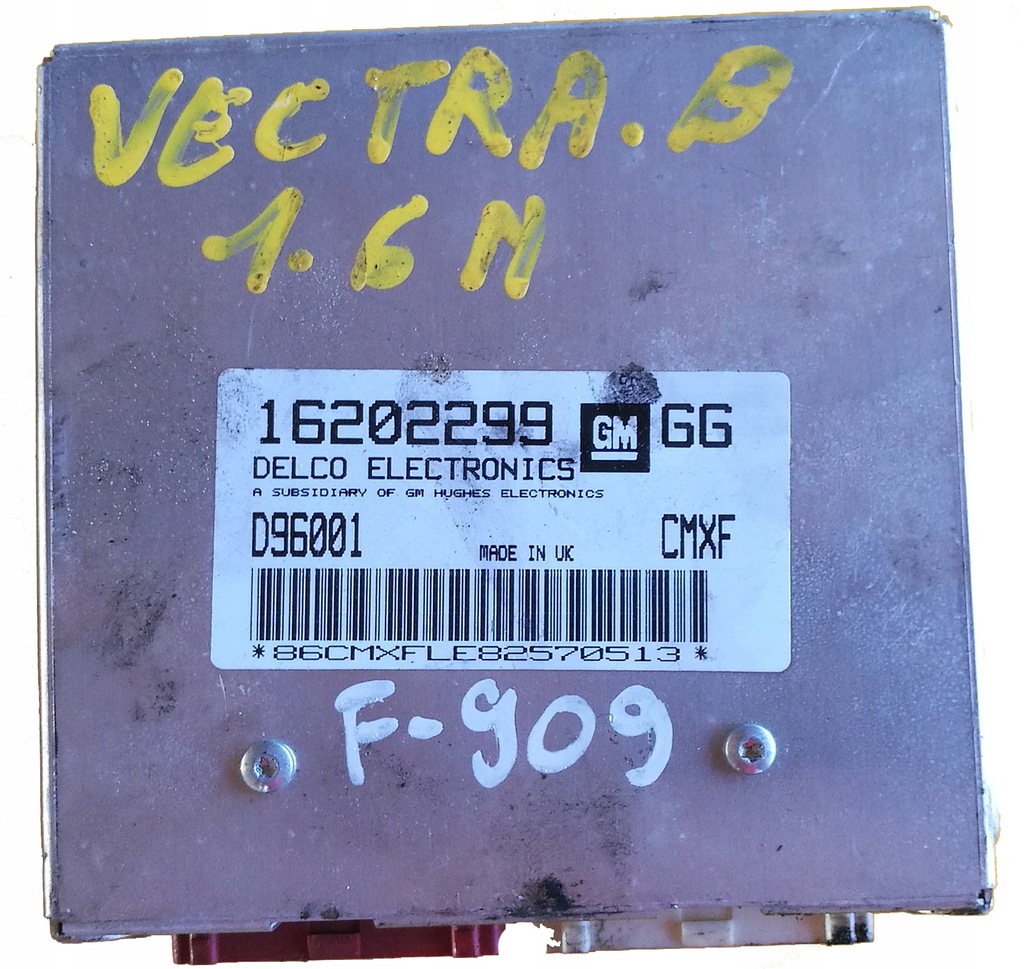 VECTRA.B
1.6 N
16202299 GM GG
DELCO ELECTRONICS
A SUBSIDIARY OF GM HUGHES ELECTRONICS
D96001 MADE IN UK CMXF
*86CMXFLE82570513*
F-909